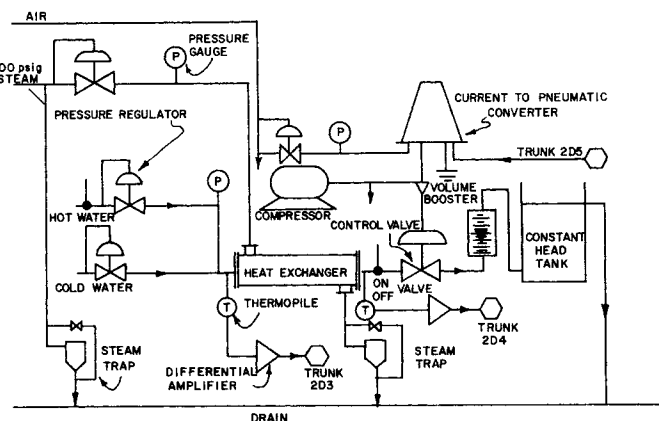 AIR
PRESSURE
GAUGE
P
00 psig
STEAM
CURRENT TO PNEUMATIC
CONVERTER
PRESSURE REGULATOR
P
TRUNK 2D5
P
VOLUME
BOOSTER
COMPRESSOR
HOT WATER
CONTROL VALVE
CONSTANT
HEAD
TANK
HEAT EXCHANGER
COLD WATER
ON
OFF
VALVE
T
THERMOPILE
T
TRUNK
2D4
STEAM
TRAP
DIFFERENTIAL
AMPLIFIER
TRUNK
2D3
STEAM
TRAP
DRAIN